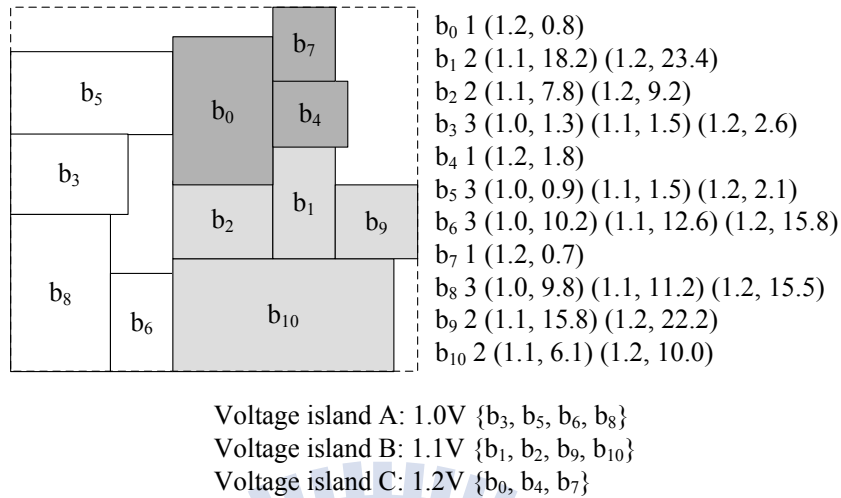 b7
b5
b0
b4
b3
b2
b1
b9
b8
b6
b10
b0 1 (1.2, 0.8)
b1 2 (1.1, 18.2) (1.2, 23.4)
b2 2 (1.1, 7.8) (1.2, 9.2)
b3 3 (1.0, 1.3) (1.1, 1.5) (1.2, 2.6)
b4 1 (1.2, 1.8)
b5 3 (1.0, 0.9) (1.1, 1.5) (1.2, 2.1)
b6 3 (1.0, 10.2) (1.1, 12.6) (1.2, 15.8)
b7 1 (1.2, 0.7)
b8 3 (1.0, 9.8) (1.1, 11.2) (1.2, 15.5)
b9 2 (1.1, 15.8) (1.2, 22.2)
b10 2 (1.1, 6.1) (1.2, 10.0)
Voltage island A: 1.0V {b3, b5, b6, b8}
Voltage island B: 1.1V {b1, b2, b9, b10}
Voltage island C: 1.2V {b0, b4, b7}